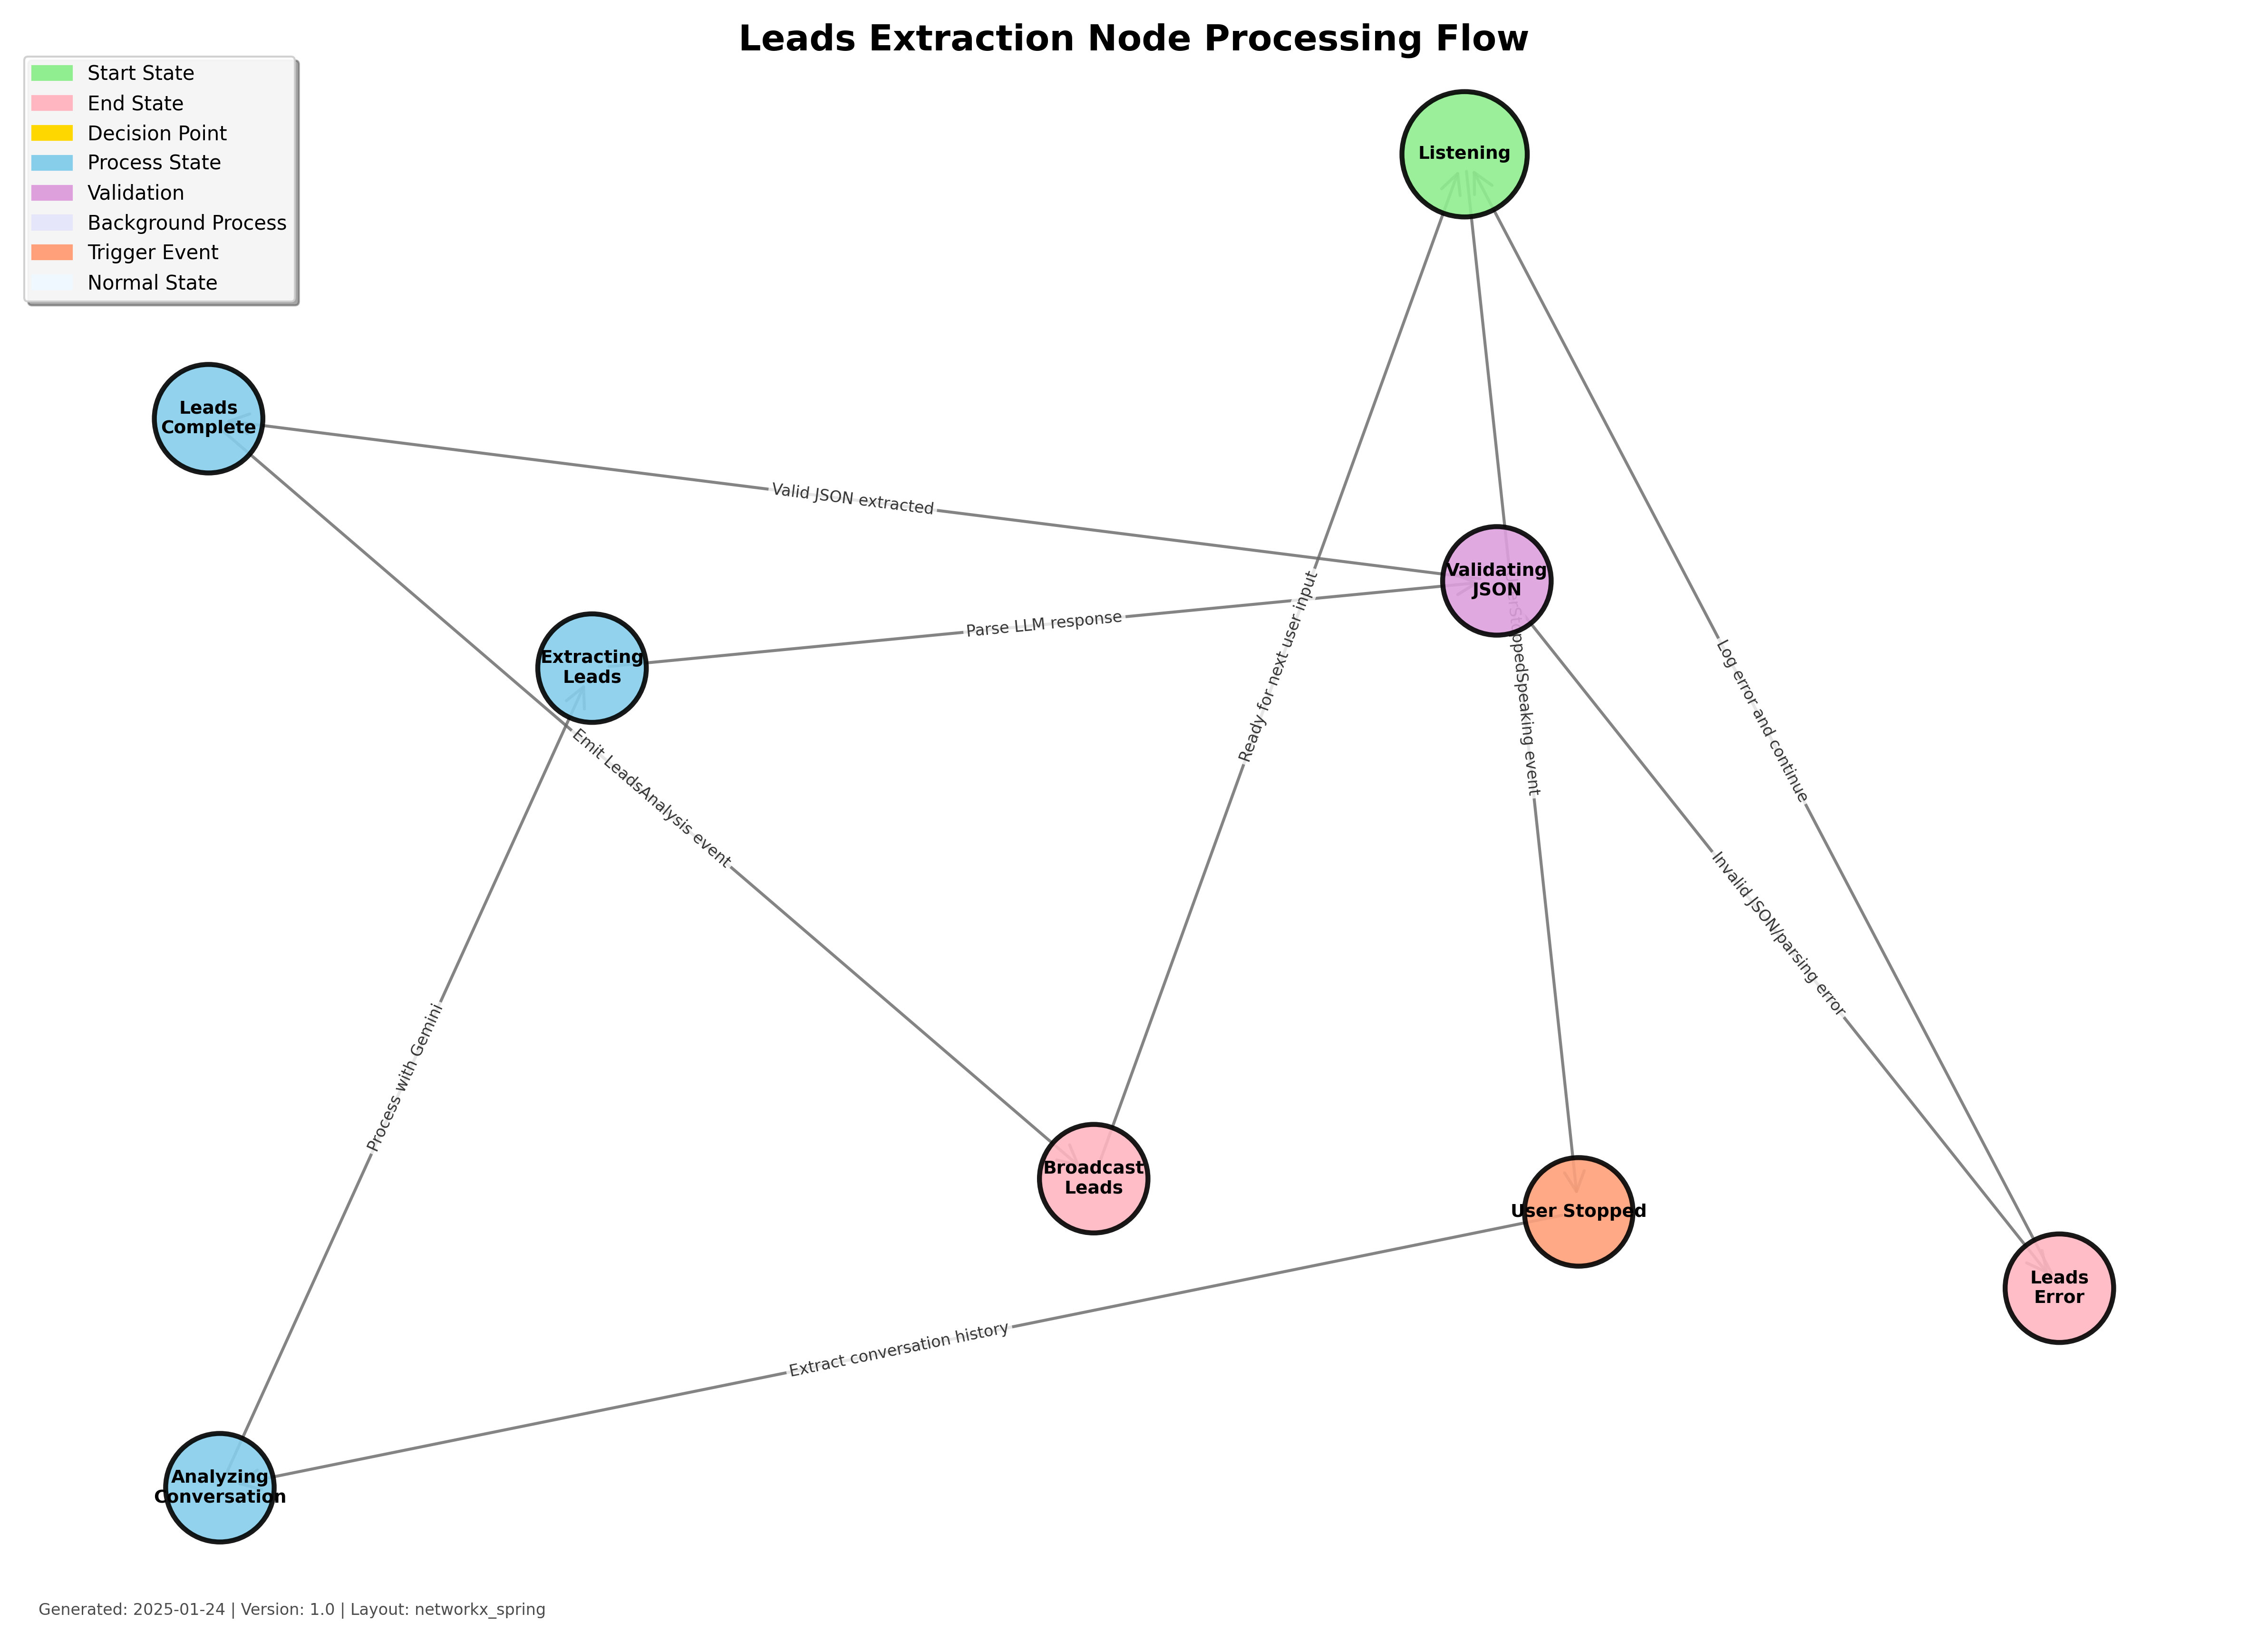 Leads Extraction Node Processing Flow
Start State
End State
Decision Point
Process State
Validation
Background Process
Trigger Event
Normal State
Listening
Leads
Complete
Valid JSON extracted
Validating
JSON
Extracting
Leads
Parse LLM response
Ready for next user input
Log error and continue
Emit LeadsAnalysis event
Invalid JSON/parsing error
Process with Gemini
Broadcast
Leads
User Stopped
Leads
Error
Extract conversation history
Analyzing
Conversation
event
Generated: 2025-01-24 | Version: 1.0 | Layout: networkx_spring